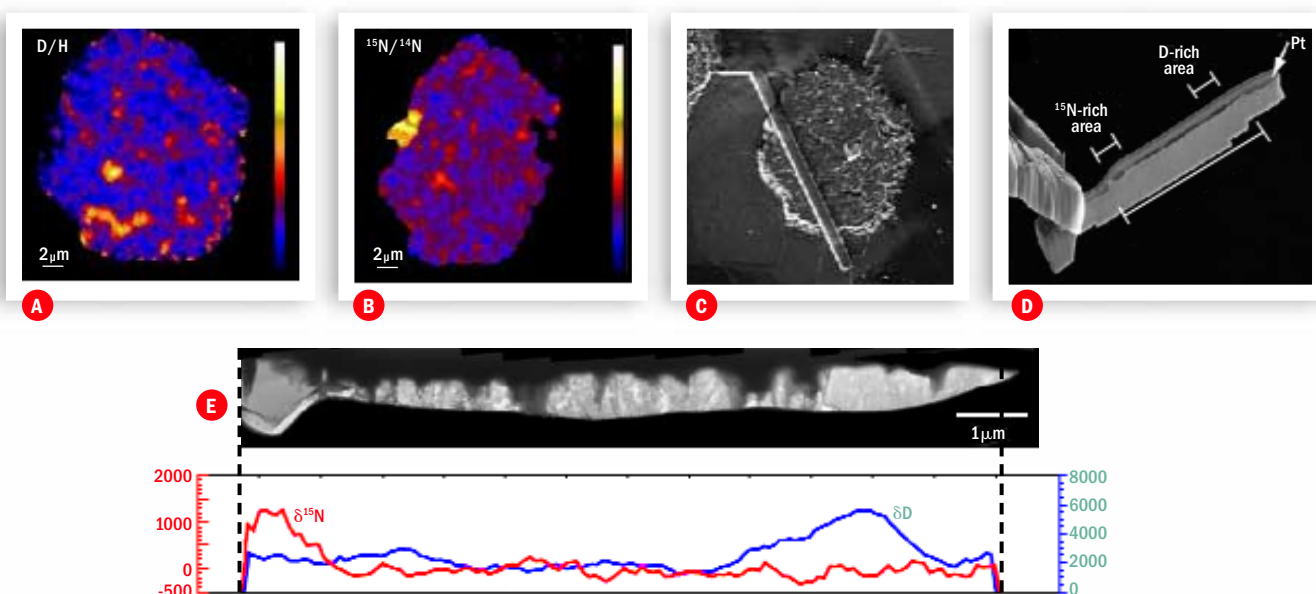 D/H
2μm
A
¹⁵N/¹⁴N
2μm
B
C
D-rich
area
¹⁵N-rich
area
Pt
D
E
1μm
2000
1000
0
-500
δ¹⁵N
δD
8000
6000
4000
2000
0